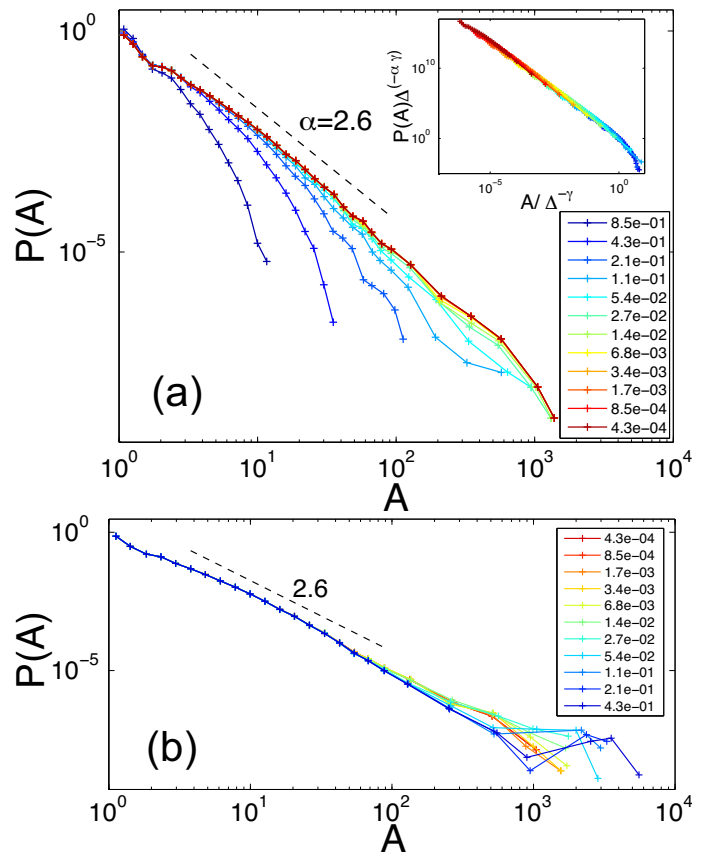 10^0
10^-5
P(A)
α=2.6
(a)
10^10
10^0
P(A)Δ^(-α γ)
10^-5
10^0
A/ Δ^-γ
8.5e−01
4.3e−01
2.1e−01
1.1e−01
5.4e−02
2.7e−02
1.4e−02
6.8e−03
3.4e−03
1.7e−03
8.5e−04
4.3e−04
10^0
10^1
10^2
10^3
10^4
A
10^0
10^-5
P(A)
2.6
(b)
4.3e−04
8.5e−04
1.7e−03
3.4e−03
6.8e−03
1.4e−02
2.7e−02
5.4e−02
1.1e−01
2.1e−01
4.3e−01
10^0
10^1
10^2
10^3
10^4
A